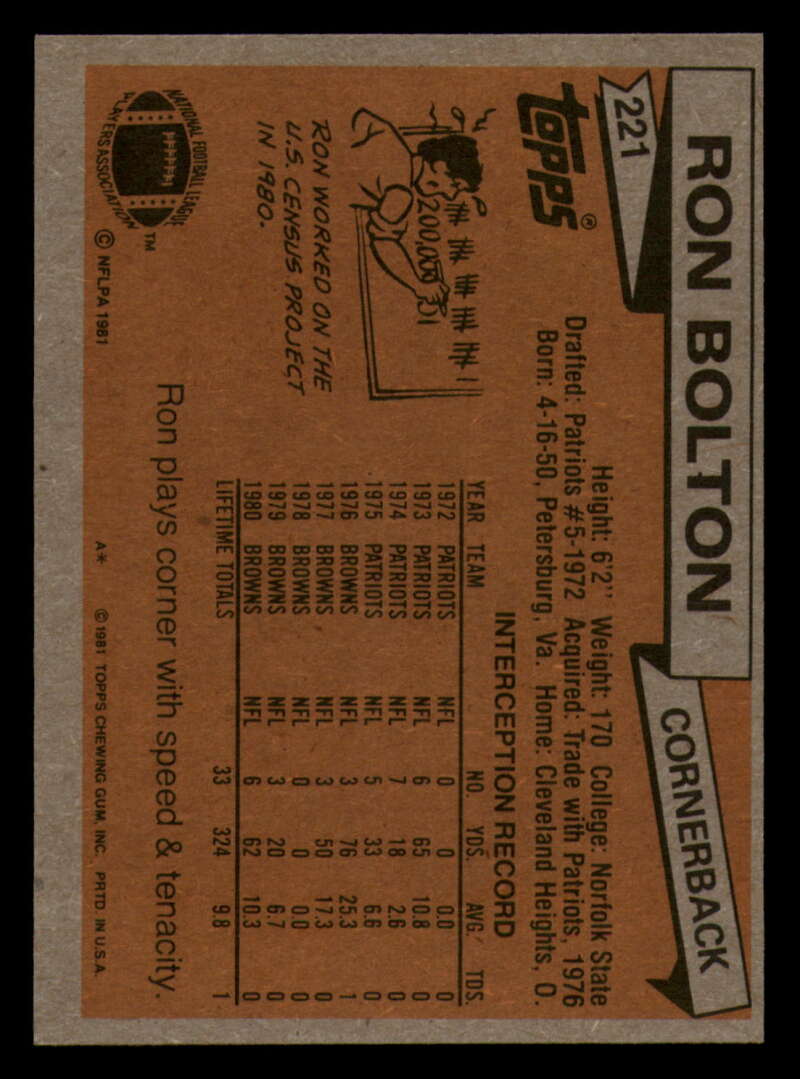 221
RON BOLTON
CORNERBACK
topps®
Height: 6'2" Weight: 170 College: Norfolk State
Drafted: Patriots #5-1972 Acquired: Trade with Patriots, 1976
Born: 4-16-50, Petersburg, Va. Home: Cleveland Heights, O.
200,000
RON WORKED ON THE
U.S. CENSUS PROJECT
IN 1980.
INTERCEPTION RECORD
YEAR TEAM NO. YDS. AVG. TDS.
1972 PATRIOTS NFL 0 0 0.0 0
1973 PATRIOTS NFL 6 65 10.8 0
1974 PATRIOTS NFL 7 18 2.6 0
1975 PATRIOTS NFL 5 33 6.6 0
1976 BROWNS NFL 3 76 25.3 1
1977 BROWNS NFL 3 50 17.3 0
1978 BROWNS NFL 0 0 0.0 0
1979 BROWNS NFL 3 20 6.7 0
1980 BROWNS NFL 6 62 10.3 0
LIFETIME TOTALS 33 324 9.8 1
Ron plays corner with speed & tenacity.
NATIONAL FOOTBALL LEAGUE
PLAYERS ASSOCIATION
TM
© NFLPA 1981
A* © 1981 TOPPS CHEWING GUM, INC. PRTD. IN U.S.A.